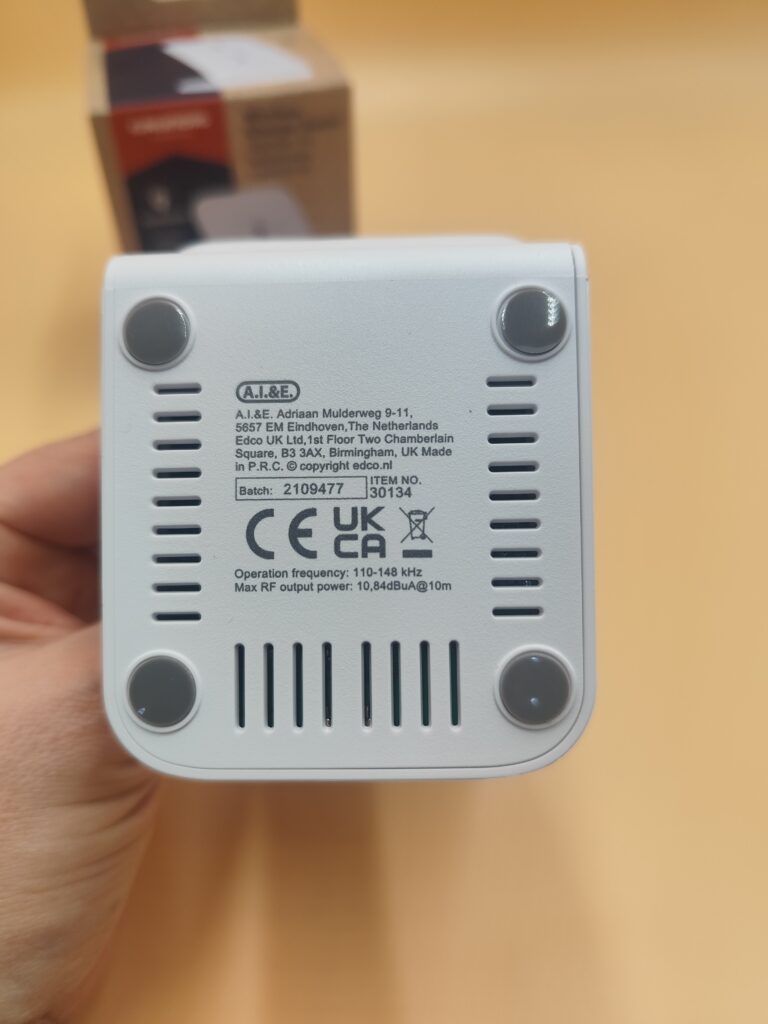 A.I.&E.
A.I.&E. Adriaan Mulderweg 9-11,
5657 EM Eindhoven,The Netherlands
Edco UK Ltd,1st Floor Two Chamberlain
Square, B3 3AX, Birmingham, UK Made
in P.R.C. © copyright edco.nl
Batch: 2109477
ITEM NO.
30134
CE
UK
CA
Operation frequency: 110-148 kHz
Max RF output power: 10,84dBuA@10m